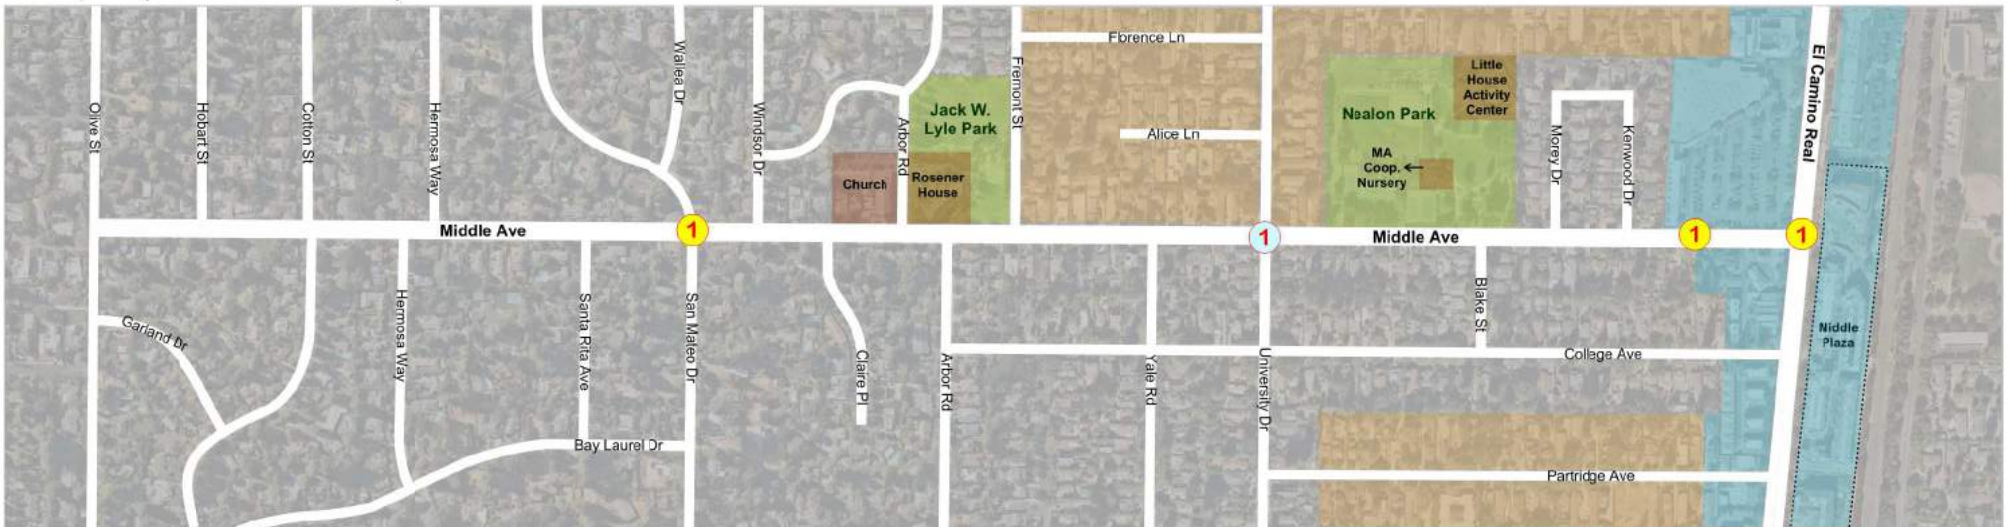 Florence Ln
Olive St
Hobart St
Cotton St
Hermosa Way
Wallea Dr
Windsor Dr
Arbor Rd
Jack W.
Lyle Park
Fremont St
Alice Ln
Nealon Park
Little
House
Activity
Center
Morey Dr
Kenwood Dr
El Camino Real
Church
Rosener
House
MA
Coop.
Nursery
Middle Ave
1
1
Middle Ave
1
1
Garland Dr
Hermosa Way
Santa Rita Ave
San Mateo Dr
Claire Pl
Arbor Rd
Yale Rd
University Dr
Blake St
College Ave
Niddle
Plaza
Bay Laurel Dr
Partridge Ave